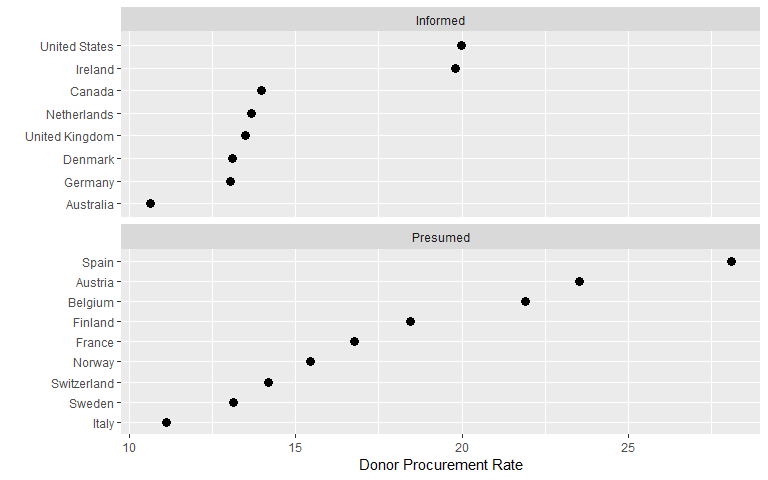 Informed
United States
Ireland
Canada
Netherlands
United Kingdom
Denmark
Germany
Australia
Presumed
Spain
Austria
Belgium
Finland
France
Norway
Switzerland
Sweden
Italy
10 15 20 25
Donor Procurement Rate